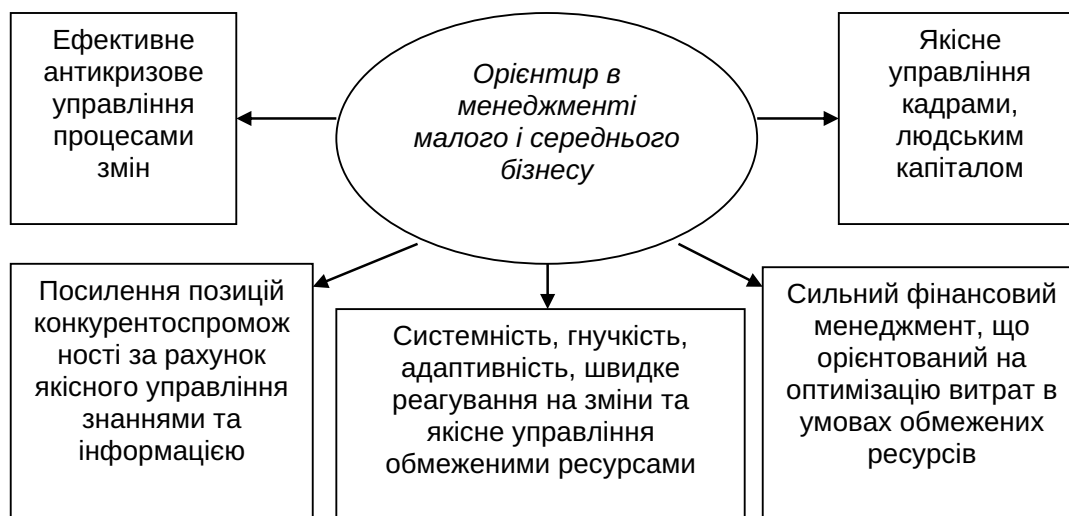 Ефективне
антикризове
управління
процесами
змін
Орієнтир в
менеджменті
малого і середнього
бізнесу
Якісне
управління
кадрами,
людським
капіталом
Посилення позицій
конкурентоспромож
ності за рахунок
якісного управління
знаннями та
інформацією
Системність, гнучкість,
адаптивність, швидке
реагування на зміни та
якісне управління
обмеженими ресурсами
Сильний фінансовий
менеджмент, що
орієнтований на
оптимізацію витрат в
умовах обмежених
ресурсів